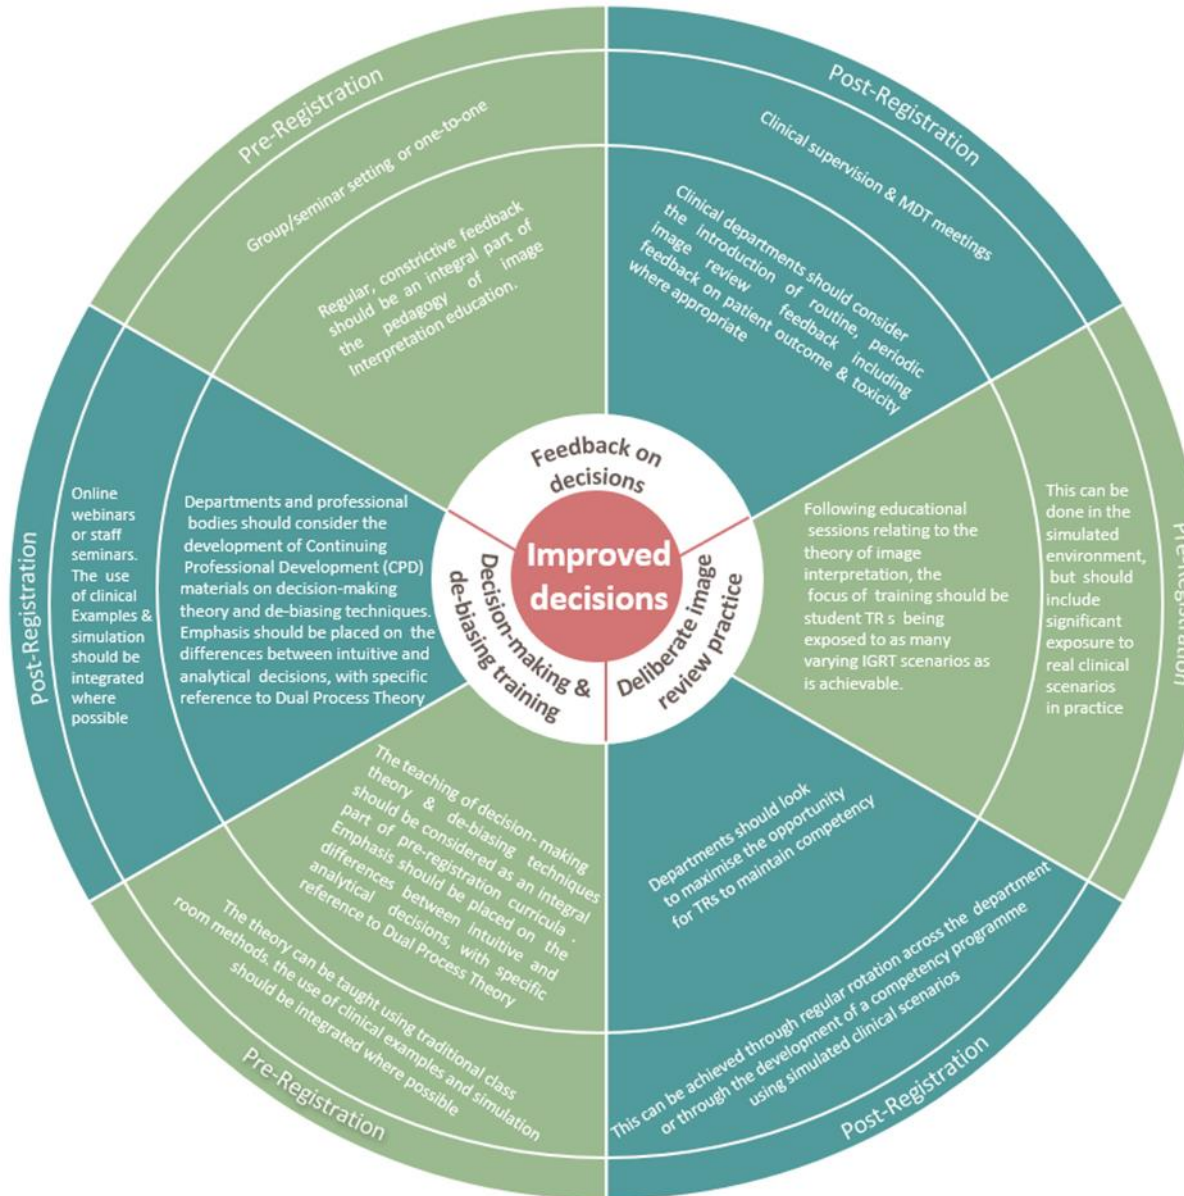 Improved
decisions
Feedback on
decisions
Deliberate image
review practice
Decision-making &
de-biasing training
Pre-Registration
Group/seminar setting or one-to-one
Regular, constrictive feedback
should be an integral part of
the pedagogy of image
Interpretation education.
Post-Registration
Clinical supervision & MDT meetings
Clinical departments should consider
the introduction of routine, periodic
image review feedback including
feedback on patient outcome & toxicity
where appropriate
Pre-Registration
This can be
done in the
simulated
environment,
but should
include
significant
exposure to
real clinical
scenarios
in practice
Following educational
sessions relating to the
theory of image
interpretation, the
focus of training should be
student TR s being
exposed to as many
varying IGRT scenarios as
is achievable.
Post-Registration
This can be achieved through regular rotation across the department
or through the development of a competency programme
using simulated clinical scenarios
Departments should look
to maximise the opportunity
for TRs to maintain competency
Pre-Registration
The theory can be taught using traditional class
room methods. the use of clinical examples and simulation
should be integrated where possible
The teaching of decision- making
theory & de-biasing techniques
should be considered as an integral
part of pre-registration curricula .
Emphasis should be placed on the
differences between intuitive and
analytical decisions, with specific
reference to Dual Process Theory
Post-Registration
Online
webinars
or staff
seminars.
The use
of clinical
Examples &
simulation
should be
integrated
where
possible
Departments and professional
bodies should consider the
development of Continuing
Professional Development (CPD)
materials on decision-making
theory and de-biasing techniques.
Emphasis should be placed on the
differences between intuitive and
analytical decisions, with specific
reference to Dual Process Theory